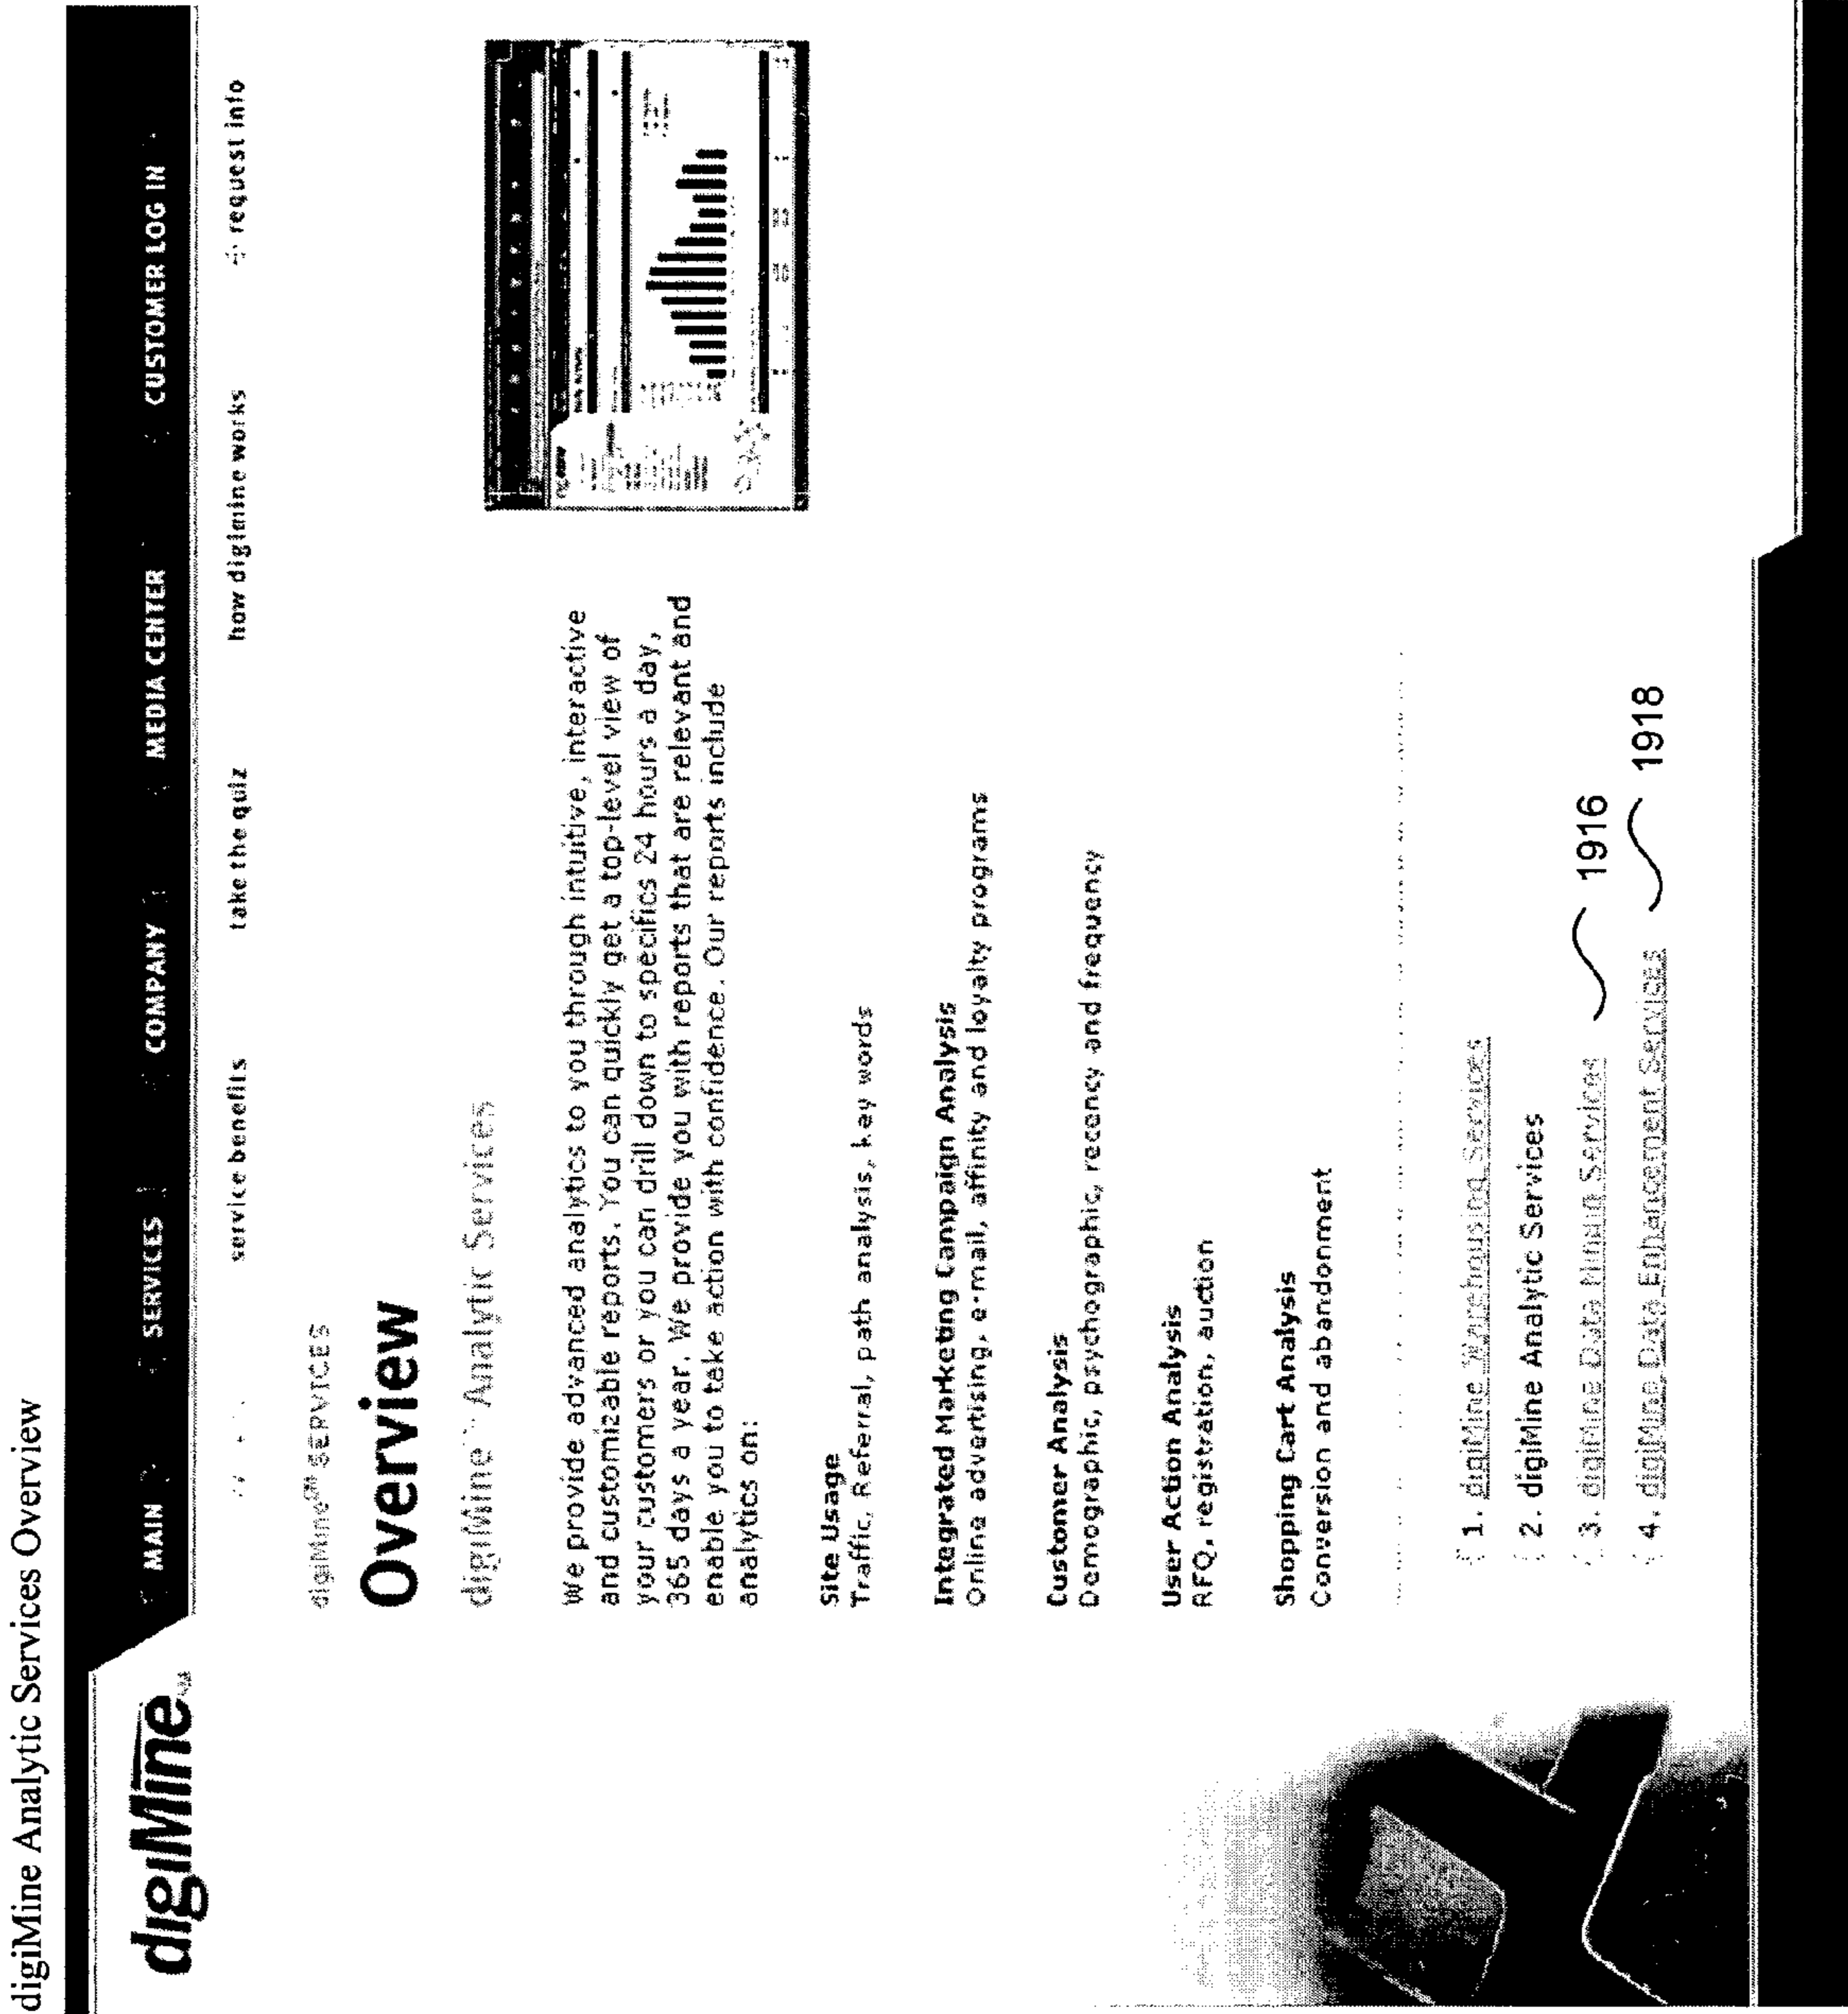 digiMine Analytic Services Overview
digiMine
MAIN
SERVICES
COMPANY
MEDIA CENTER
CUSTOMER LOG IN
service benefits
take the quiz
how digimine works
request info
digiMine SERVICES
Overview
digiMine Analytic Services
We provide advanced analytics to you through intuitive, interactive
and customizable reports. You can quickly get a top-level view of
your customers or you can drill down to specifics 24 hours a day,
365 days a year. We provide you with reports that are relevant and
enable you to take action with confidence. Our reports include
analytics on:
Site Usage
Traffic, Referral, path analysis, key words
Integrated Marketing Campaign Analysis
Online advertising, e-mail, affinity and loyalty programs
Customer Analysis
Demographic, psychographic, recency and frequency
User Action Analysis
RFQ, registration, auction
Shopping Cart Analysis
Conversion and abandonment
1. digiMine Warehousing Services
2. digiMine Analytic Services
3. digiMine Data Mining Services 1916
4. digiMine Data Enhancement Services 1918